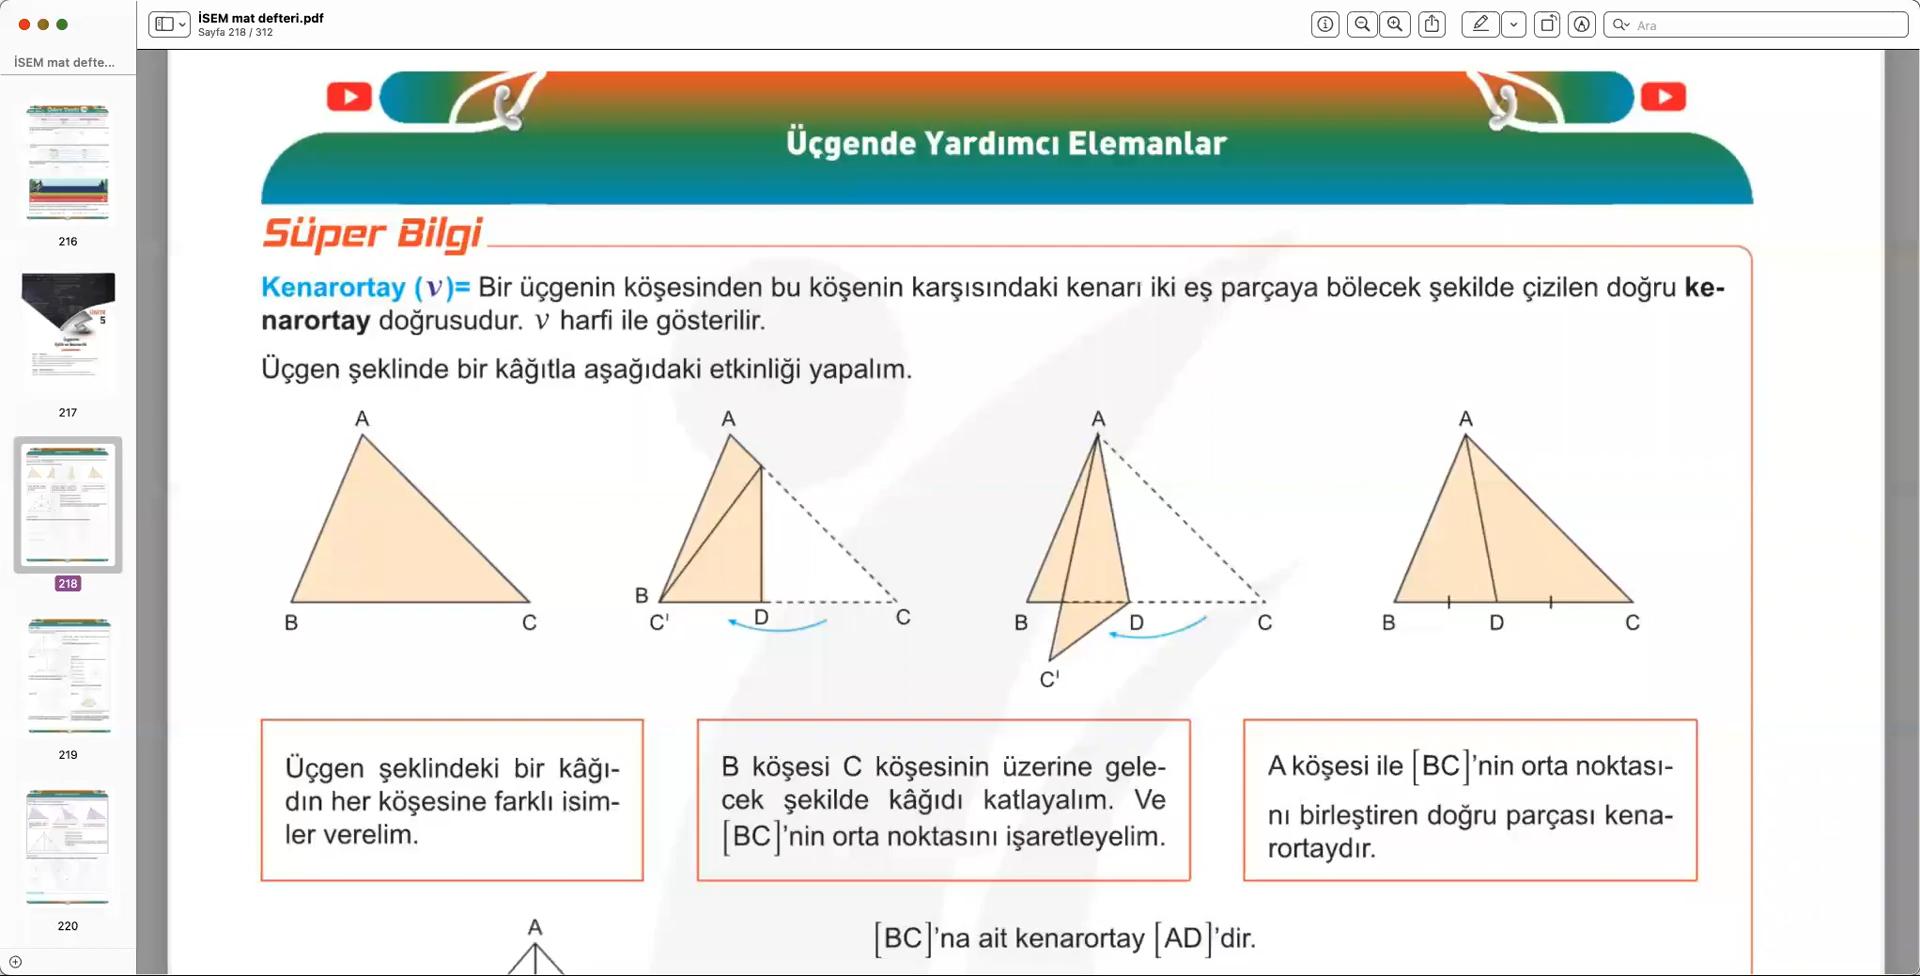 İSEM mat defteri.pdf
Sayfa 218 / 312
Ara
İSEM mat defte...
216
217
218
219
220
Üçgende Yardımcı Elemanlar
Süper Bilgi
Kenarortay (v)= Bir üçgenin köşesinden bu köşenin karşısındaki kenarı iki eş parçaya bölecek şekilde çizilen doğru ke-
narortay doğrusudur. v harfi ile gösterilir.
Üçgen şeklinde bir kâğıtla aşağıdaki etkinliği yapalım.
A
B
C
A
B
C'
D
C
A
B
D
C
C'
A
B
D
C
Üçgen şeklindeki bir kâğı-
dın her köşesine farklı isim-
ler verelim.
B köşesi C köşesinin üzerine gele-
cek şekilde kâğıdı katlayalım. Ve
[BC]'nin orta noktasını işaretleyelim.
A köşesi ile [BC]'nin orta noktası-
nı birleştiren doğru parçası kena-
rortaydır.
A
[BC]'na ait kenarortay [AD]'dir.